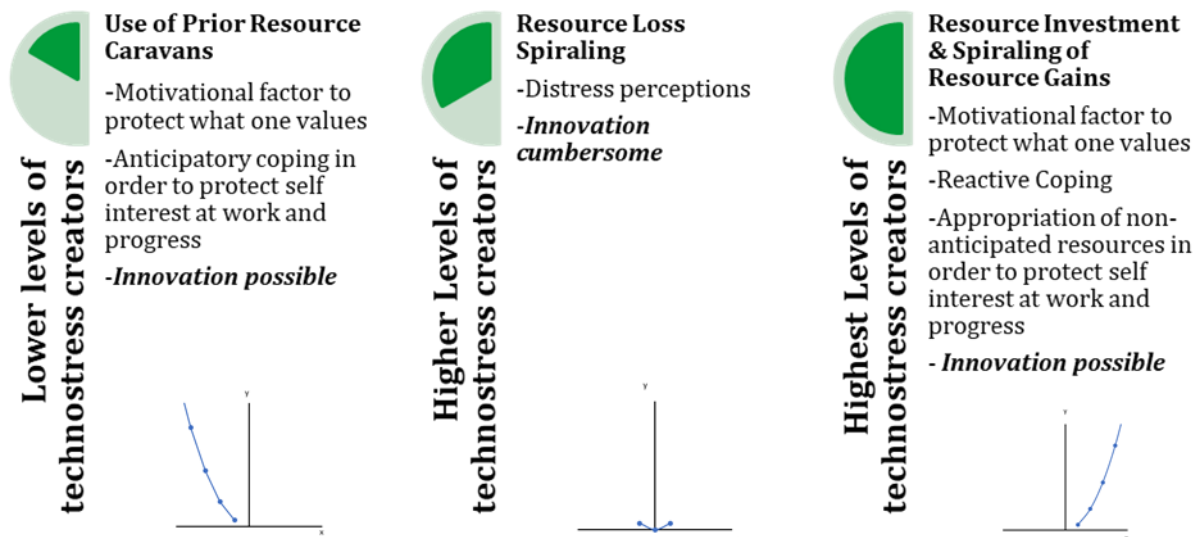 Lower levels of
technostress creators
Use of Prior Resource
Caravans
-Motivational factor to
protect what one values
-Anticipatory coping in
order to protect self
interest at work and
progress
-Innovation possible
y
x
Higher Levels of
technostress creators
Resource Loss
Spiraling
-Distress perceptions
-Innovation
cumbersome
y
Highest Levels of
technostress creators
Resource Investment
& Spiraling of
Resource Gains
-Motivational factor to
protect what one values
-Reactive Coping
-Appropriation of non-
anticipated resources in
order to protect self
interest at work and
progress
- Innovation possible
y